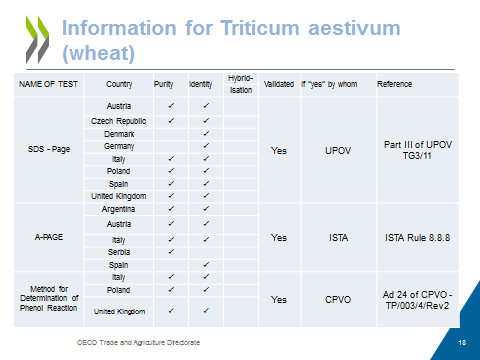 Information for Triticum aestivum
(wheat)
NAME OF TEST Country Purity Identity Hybrid-
isation Validated If "yes" by whom Reference
SDS - Page
Austria ✓ ✓
Czech Republic ✓ ✓
Denmark ✓
Germany ✓
Italy ✓ ✓
Poland ✓ ✓
Spain ✓ ✓
United Kingdom ✓ ✓
Yes UPOV Part III of UPOV
TG3/11
A-PAGE
Argentina ✓ ✓
Austria ✓ ✓
Italy ✓ ✓
Serbia ✓
Spain ✓
Yes ISTA ISTA Rule 8.8.8
Method for
Determination of
Phenol Reaction
Italy ✓ ✓
Poland ✓ ✓
United Kingdom ✓ ✓
Yes CPVO Ad 24 of CPVO -
TP/003/4/Rev2
OECD Trade and Agriculture Directorate 18